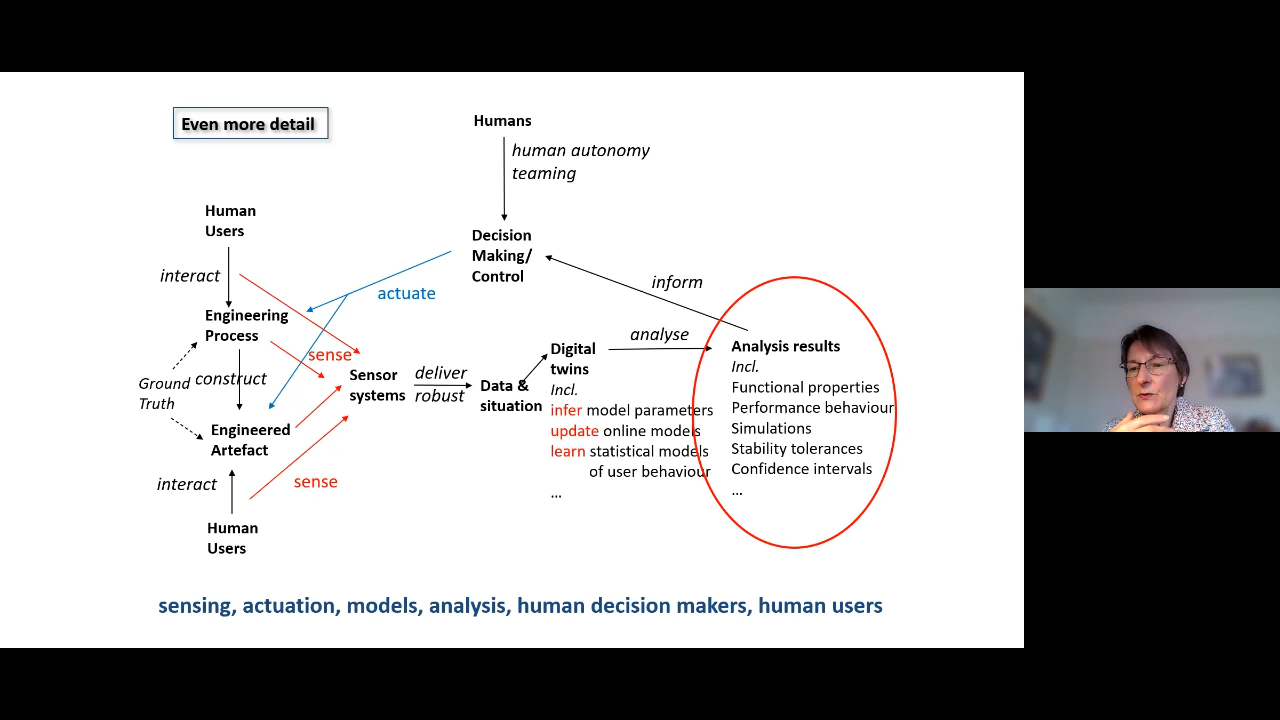 Even more detail
Humans
human autonomy
teaming
Human
Users
Decision
Making/
Control
interact
inform
actuate
Engineering
Process
analyse
sense
Digital
twins
Analysis results
Incl.
Ground
Truth
construct
Sensor
systems
deliver
robust
Data &
situation
Incl.
infer model parameters
update online models
learn statistical models
of user behaviour
...
Functional properties
Performance behaviour
Simulations
Stability tolerances
Confidence intervals
...
Engineered
Artefact
interact
sense
Human
Users
sensing, actuation, models, analysis, human decision makers, human users